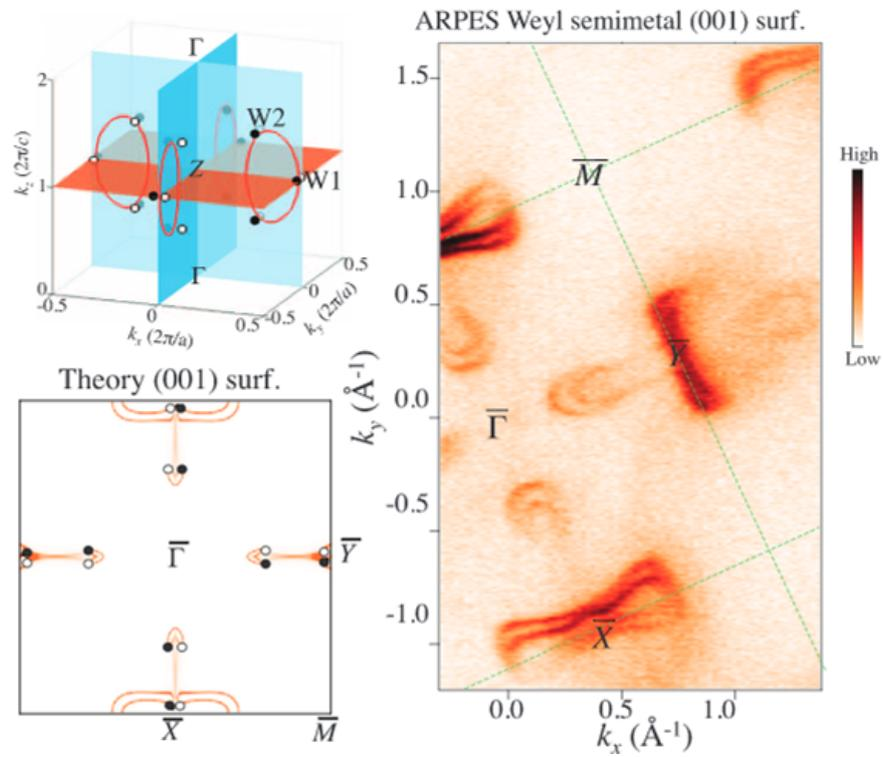 ARPES Weyl semimetal (001) surf.
Γ
2
W2
k_z (2π/c)
Z
1
W1
Γ
0
-0.5
0
0.5
k_x (2π/a)
-0.5
0
0.5
k_y (2π/a)
Theory (001) surf.
Γ̅
Y̅
X̅
M̅
1.5
1.0
0.5
0.0
-0.5
-1.0
k_y (Å⁻¹)
M̅
Y̅
Γ̅
X̅
0.0
0.5
1.0
k_x (Å⁻¹)
High
Low